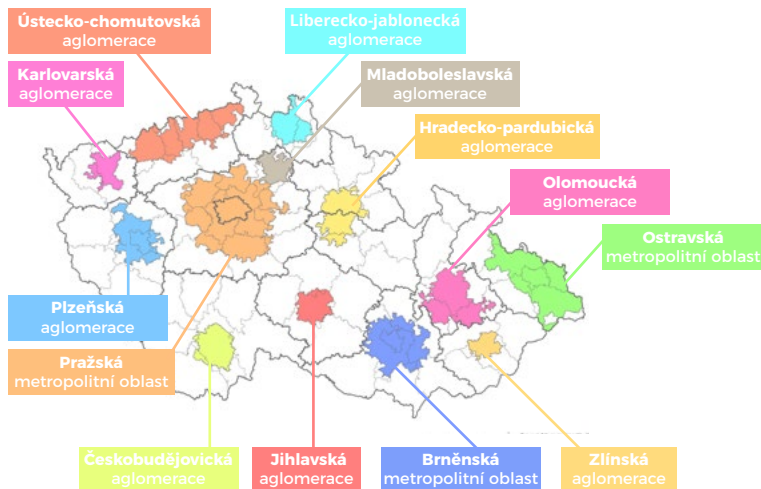 Ústecko-chomutovská
aglomerace
Liberecko-jablonecká
aglomerace
Karlovarská
aglomerace
Mladoboleslavská
aglomerace
Hradecko-pardubická
aglomerace
Olomoucká
aglomerace
Ostravská
metropolitní oblast
Plzeňská
aglomerace
Pražská
metropolitní oblast
Českobudějovická
aglomerace
Jihlavská
aglomerace
Brněnská
metropolitní oblast
Zlínská
aglomerace